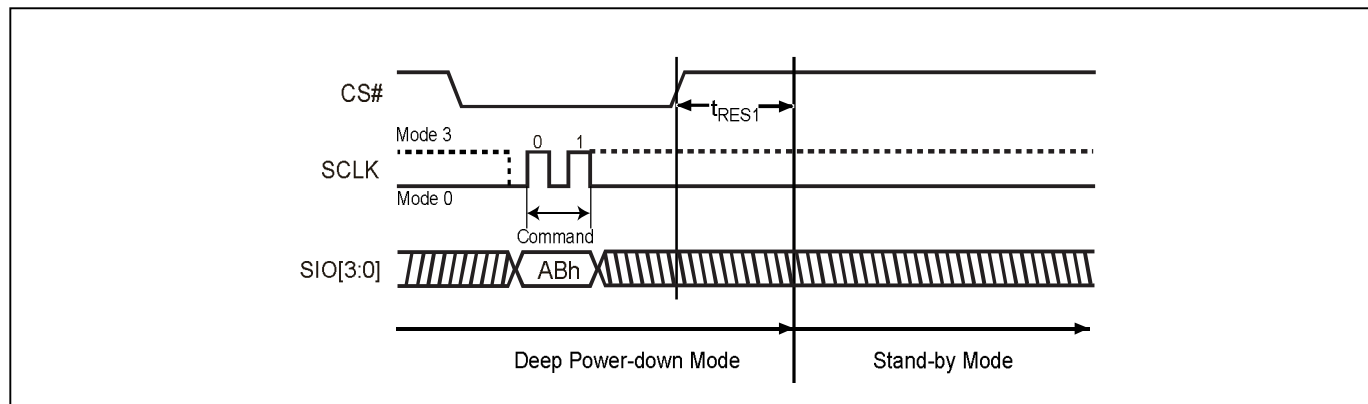 CS#
tRES1
Mode 3
0 1
SCLK
Mode 0
Command
SIO[3:0]
ABh
Deep Power-down Mode
Stand-by Mode